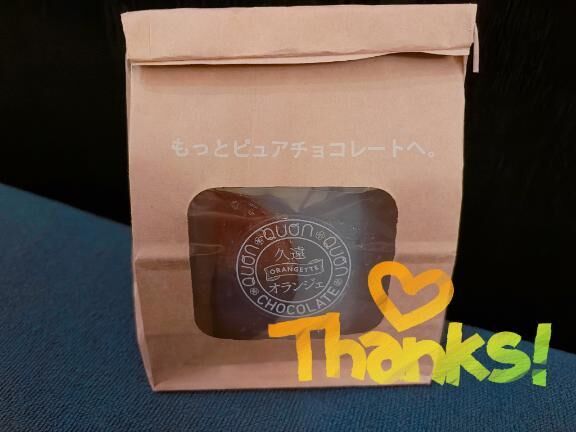 もっとピュアチョコレートへ。
QUON QUON QUON
久遠
ORANGETTE
オランジェ
CHOCOLATE
Thanks!